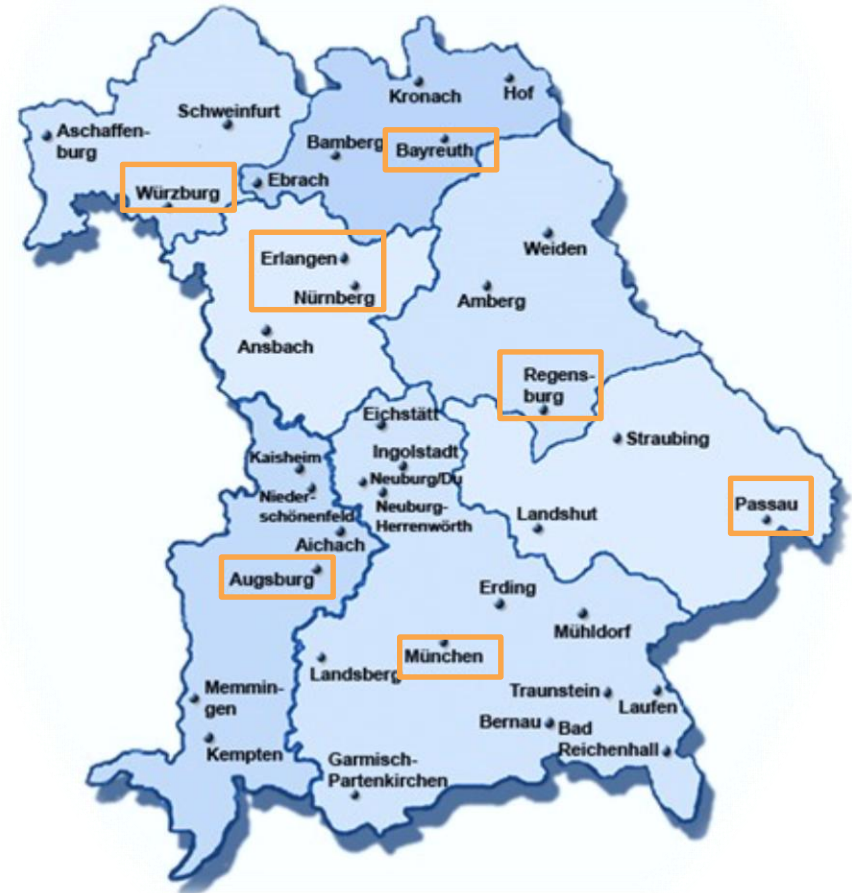 Kronach
Hof
Schweinfurt
Aschaffen-
burg
Bamberg
Bayreuth
Ebrach
Würzburg
Weiden
Erlangen
Nürnberg
Amberg
Ansbach
Regens-
burg
Eichstätt
Straubing
Ingolstadt
Kaisheim
Neuburg/Du
Nieder-
schönenfeld
Neuburg-
Herrenwörth
Passau
Landshut
Aichach
Augsburg
Erding
Mühldorf
München
Landsberg
Memmin-
gen
Traunstein
Laufen
Bernau
Bad
Reichenhall
Kempten
Garmisch-
Partenkirchen